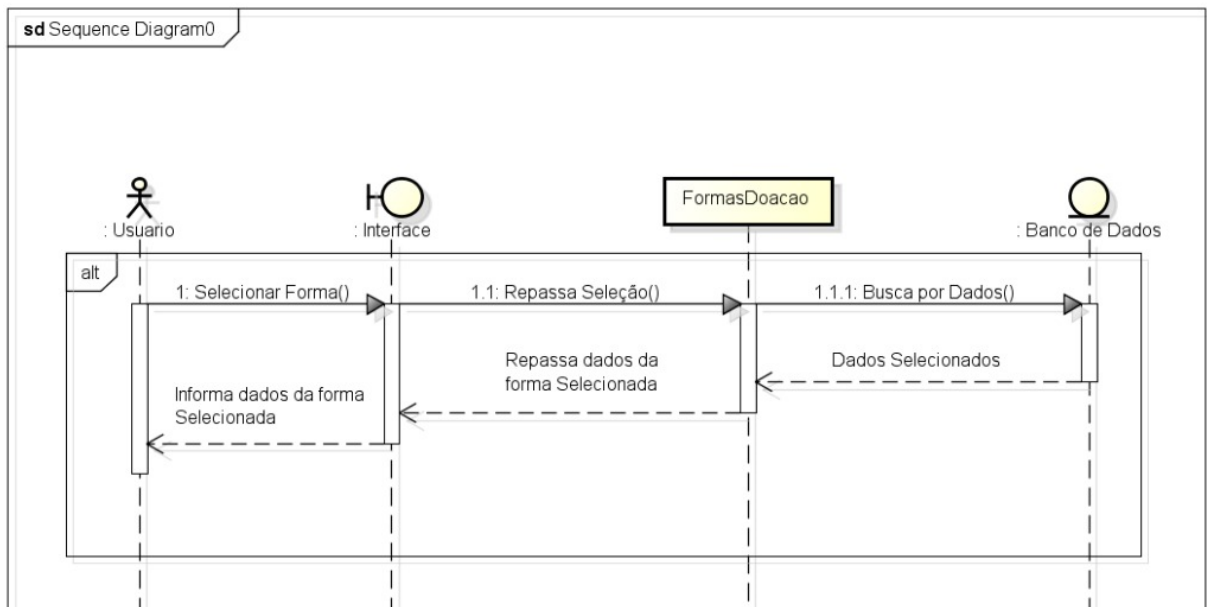 sd Sequence Diagram0
: Usuario
: Interface
FormasDoacao
: Banco de Dados
alt
1: Selecionar Forma()
1.1: Repassa Seleção()
1.1.1: Busca por Dados()
Dados Selecionados
Repassa dados da
forma Selecionada
Informa dados da forma
Selecionada